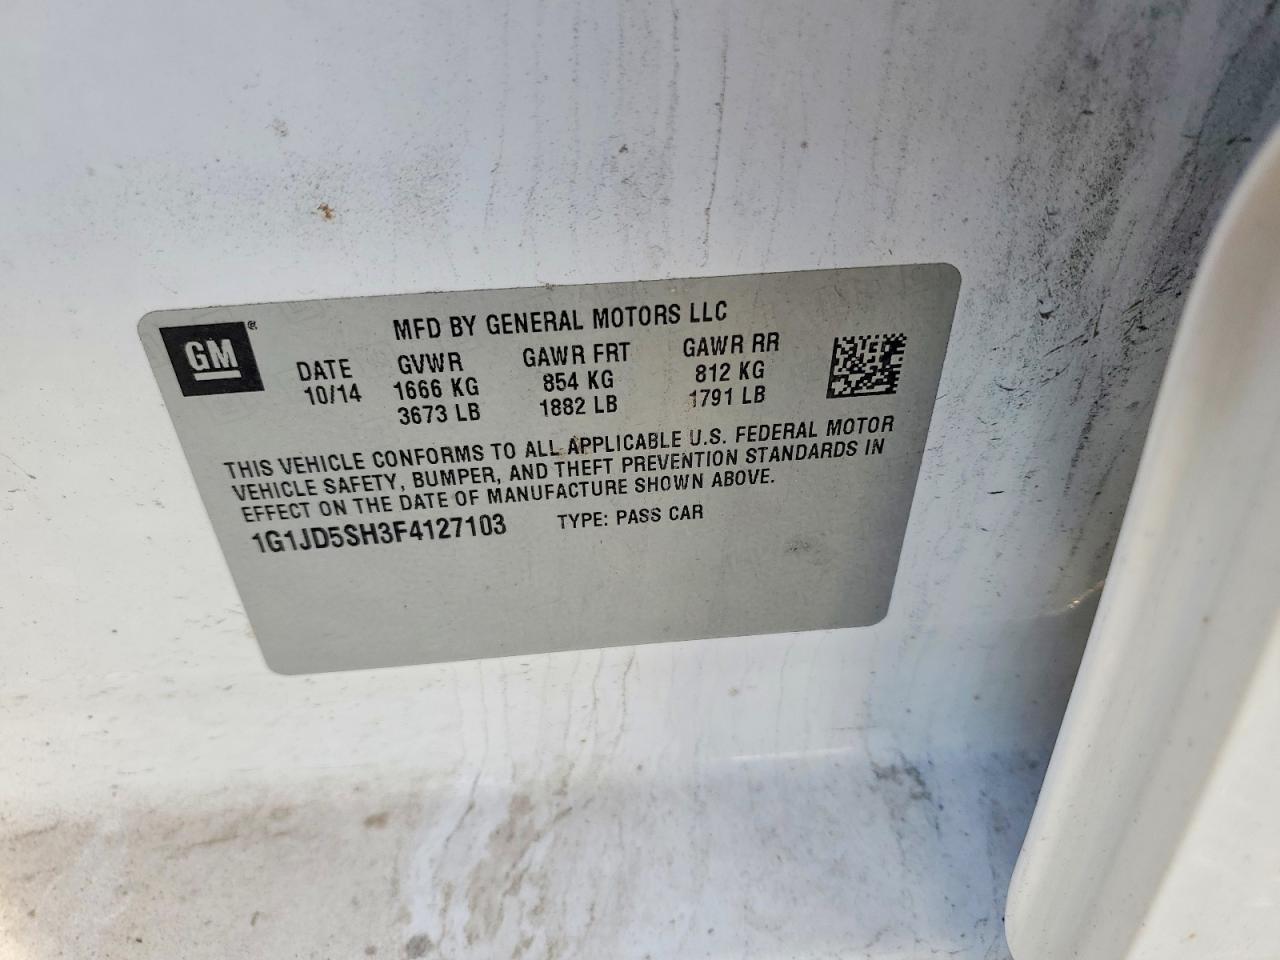 GM®
MFD BY GENERAL MOTORS LLC
DATE GVWR GAWR FRT GAWR RR
10/14 1666 KG 854 KG 812 KG
3673 LB 1882 LB 1791 LB
THIS VEHICLE CONFORMS TO ALL APPLICABLE U.S. FEDERAL MOTOR
VEHICLE SAFETY, BUMPER, AND THEFT PREVENTION STANDARDS IN
EFFECT ON THE DATE OF MANUFACTURE SHOWN ABOVE.
1G1JD5SH3F4127103 TYPE: PASS CAR